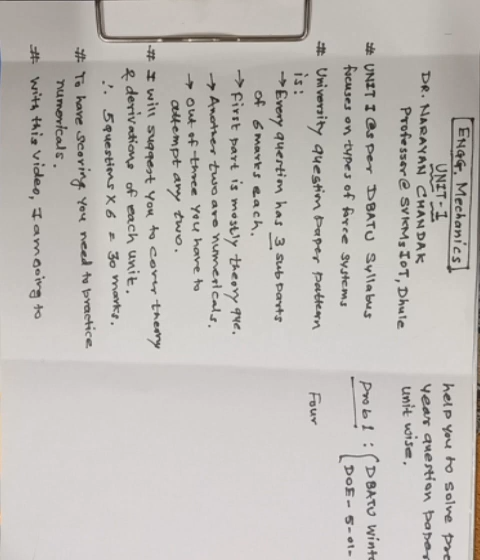 ENGG. Mechanics
UNIT-1
DR. NARAYAN CHANDAK
Professor @ SVKMs IOT, Dhule
# UNIT I as per DBATU Syllabus
focuses on types of force systems
# University question paper pattern
is:
→ Every question has 3 sub parts
of 6 marks each.
→ First part is mostly theory que.
→ Another two are numericals.
→ Out of three you have to
attempt any two.
# I will suggest you to cover theory
& derivations of each unit.
∴ 5 questions X 6 = 30 marks.
# To have scoring you need to practice
numericals.
# With this video, I am going to
help you to solve pre
year question paper
unit wise.
Prob 1 : ( DBATU Wint
( DOE - 5-01-
Four